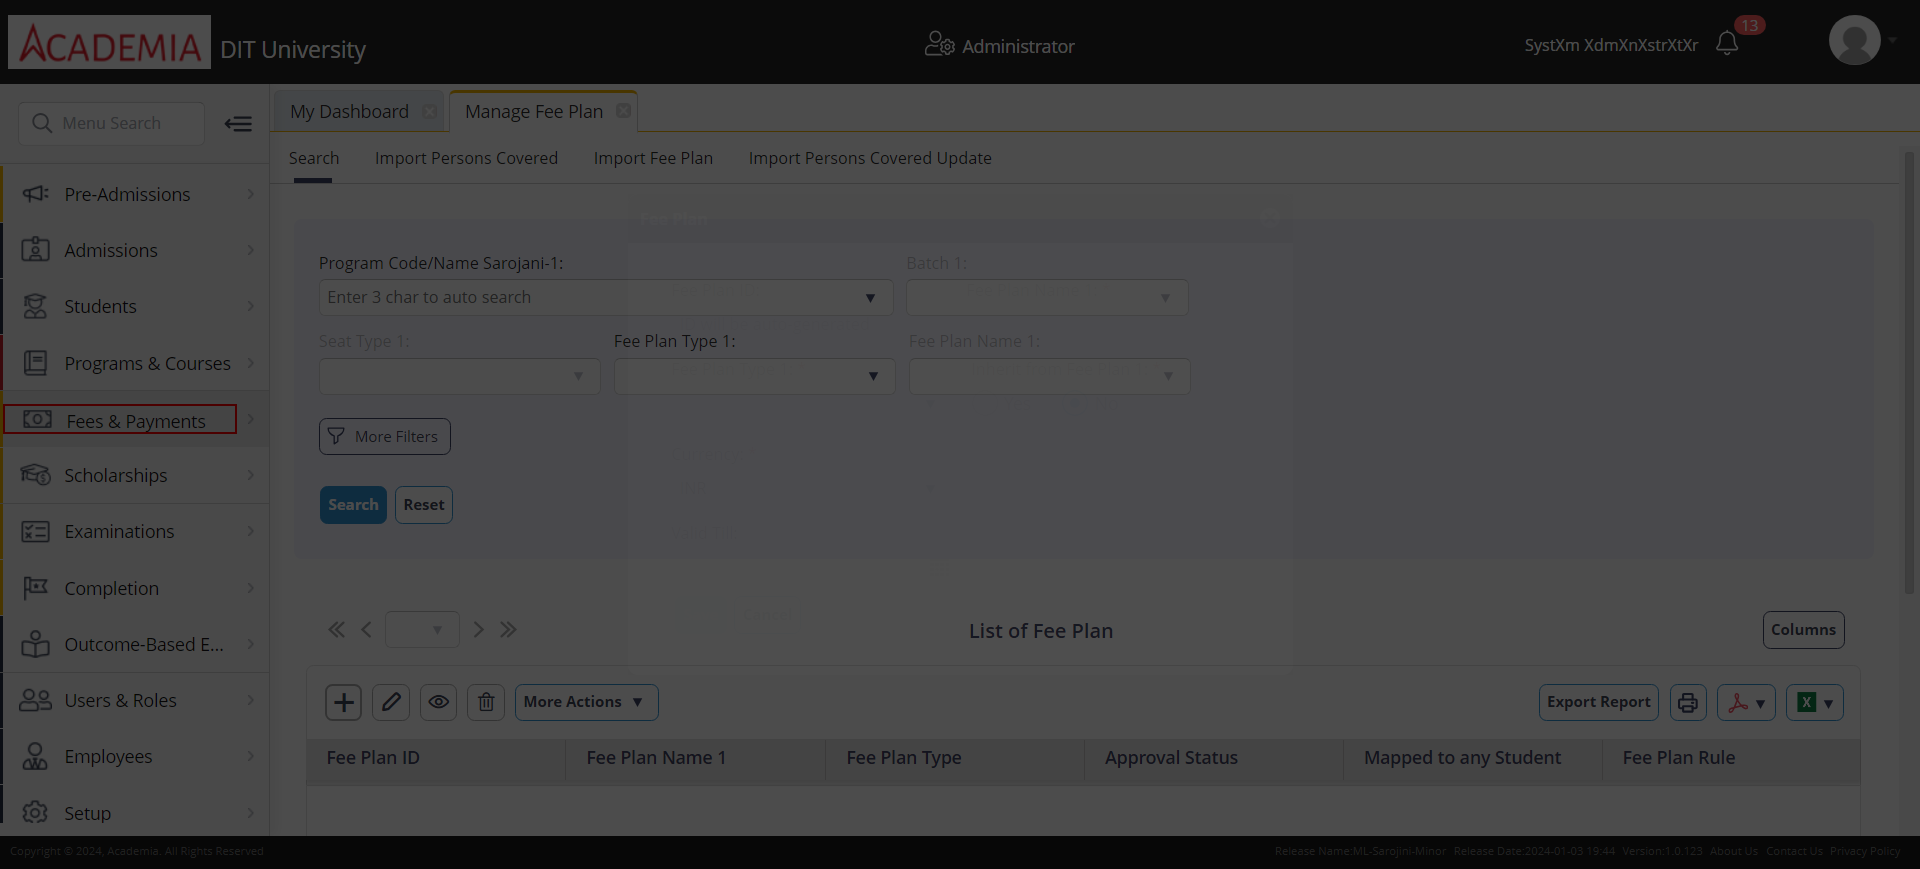 ACADEMIA
DIT University
Administrator
SystXm XdmXnXstrXtXr
13
Menu Search
My Dashboard
Manage Fee Plan
Search
Import Persons Covered
Import Fee Plan
Import Persons Covered Update
Pre-Admissions
Admissions
Students
Programs & Courses
Fees & Payments
Scholarships
Examinations
Completion
Outcome-Based E...
Users & Roles
Employees
Setup
Program Code/Name Sarojani-1:
Batch 1:
Enter 3 char to auto search
Seat Type 1:
Fee Plan Type 1:
Fee Plan Name 1:
More Filters
Search
Reset
List of Fee Plan
Columns
More Actions
Export Report
Fee Plan ID
Fee Plan Name 1
Fee Plan Type
Approval Status
Mapped to any Student
Fee Plan Rule
Copyright © 2024, Academia. All Rights Reserved
Release Name:ML-Sarojini-Minor Release Date:2024-01-03 19:44 Version:1.0.123 About Us Contact Us Privacy Policy